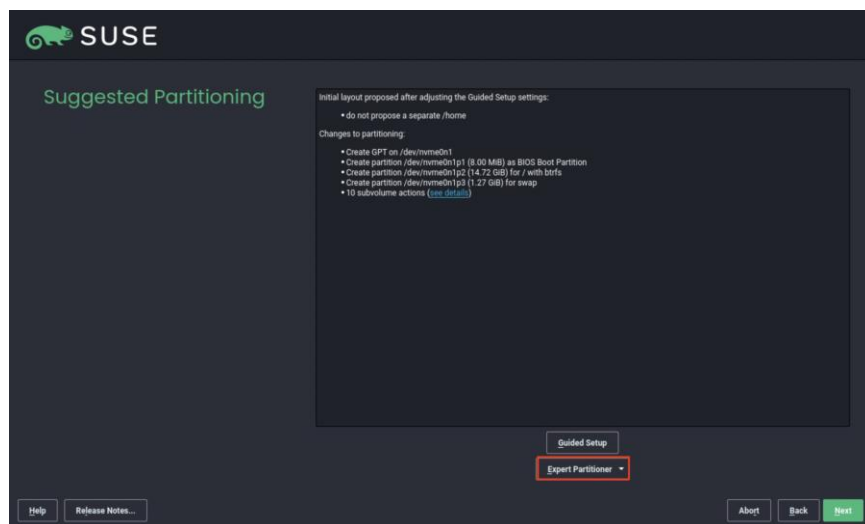 SUSE
Suggested Partitioning
Initial layout proposed after adjusting the Guided Setup settings:
• do not propose a separate /home
Changes to partitioning:
• Create GPT on /dev/nvme0n1
• Create partition /dev/nvme0n1p1 (8.00 MiB) as BIOS Boot Partition
• Create partition /dev/nvme0n1p2 (14.72 GiB) for / with btrfs
• Create partition /dev/nvme0n1p3 (1.27 GiB) for swap
• 10 subvolume actions (see details)
Guided Setup
Expert Partitioner
Help Release Notes... Abort Back Next